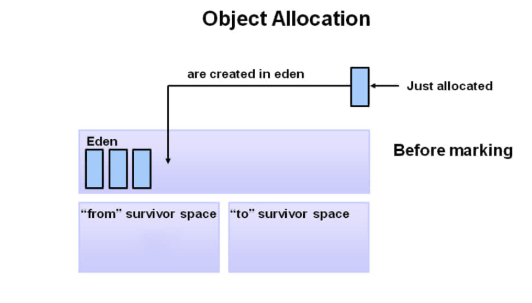 Object Allocation
are created in eden
Just allocated
Eden
Before marking
“from” survivor space
“to” survivor space